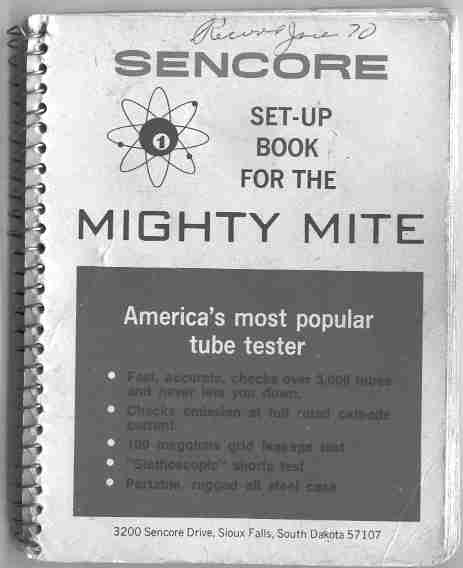 70
SENCORE
1
SET-UP
BOOK
FOR THE
MIGHTY MITE
America's most popular
tube tester
• Fast, accurate, checks over 3,000 tubes
and never lets you down.
• Checks emission at full rated cathode
current
• 100 megohms grid leakage test
• "Stethoscopic" shorts test
• Portable, rugged all steel case
3200 Sencore Drive, Sioux Falls, South Dakota 57107